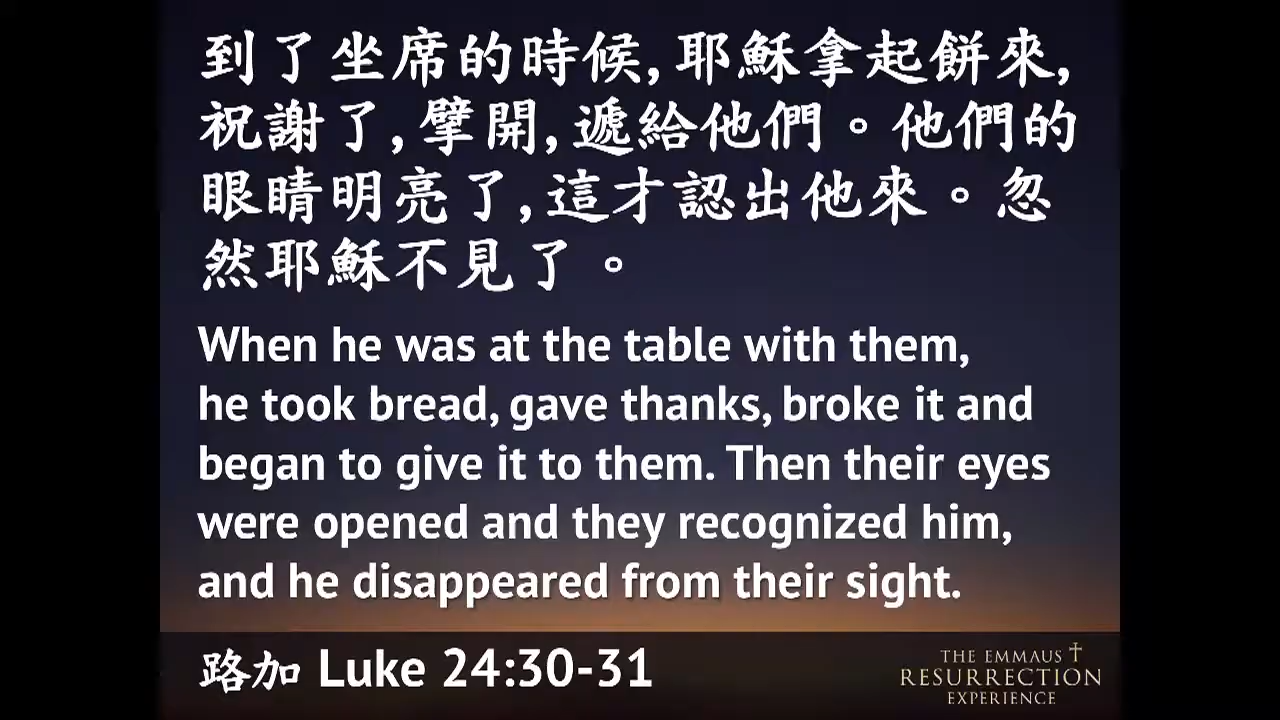 到了坐席的時候,耶穌拿起餅來,
祝謝了,擘開,遞給他們。他們的
眼睛明亮了,這才認出他來。忽
然耶穌不見了。
When he was at the table with them,
he took bread, gave thanks, broke it and
began to give it to them. Then their eyes
were opened and they recognized him,
and he disappeared from their sight.
路加 Luke 24:30-31
THE EMMAUS
RESURRECTION
EXPERIENCE